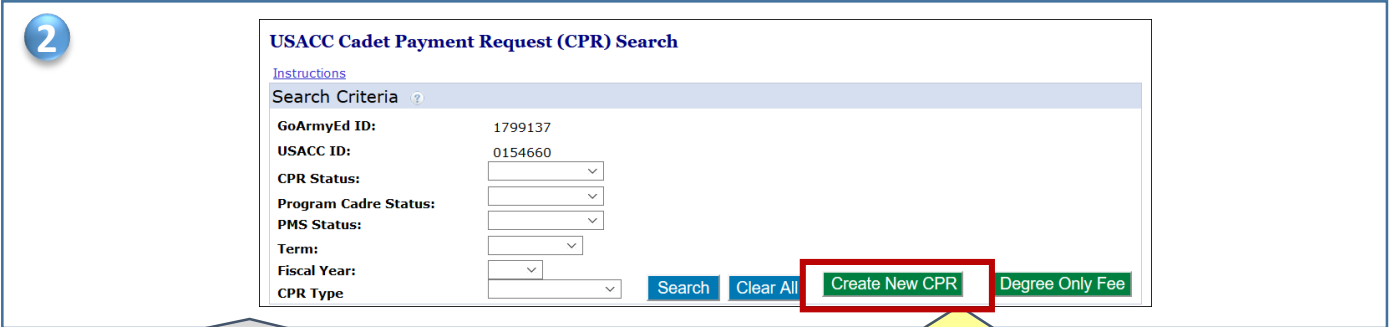 2
USACC Cadet Payment Request (CPR) Search
Instructions
Search Criteria ?
GoArmyEd ID: 1799137
USACC ID: 0154660
CPR Status:
Program Cadre Status:
PMS Status:
Term:
Fiscal Year:
CPR Type Search Clear All Create New CPR Degree Only Fee